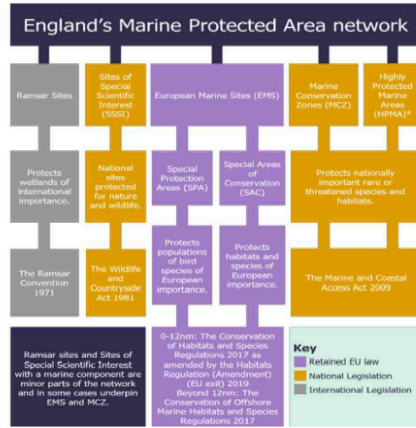 England's Marine Protected Area network
Ramsar Sites
Sites of
Special
Scientific
Interest
(SSSI)
European Marine Sites (EMS)
Marine
Conservation
Zones (MCZ)
Highly
Protected
Marine
Areas
(HPMA)*
Protects
wetlands of
international
importance.
National
sites
protected
for nature
and wildlife.
Special
Protection
Areas (SPA)
Special
Areas of
Conservation
(SAC)
Protects nationally
important rare or
threatened species and
habitats.
The Ramsar
Convention
1971
The Wildlife
and
Countryside
Act 1981
Protects
populations
of bird
species of
European
importance.
Protects
habitats and
species of
European
importance.
The Marine and Coastal
Access Act 2009
Ramsar sites and Sites of
Special Scientific Interest
with a marine component are
minor parts of the network
and in some cases underpin
EMS and MCZ.
0-12nm: The Conservation
of Habitats and Species
Regulations 2017 as
amended by the Habitats
Regulation (Amendment)
(EU exit) 2019
Beyond 12nm: The
Conservation of Offshore
Marine Habitats and Species
Regulations 2017
Key
Retained EU law
National Legislation
International Legislation